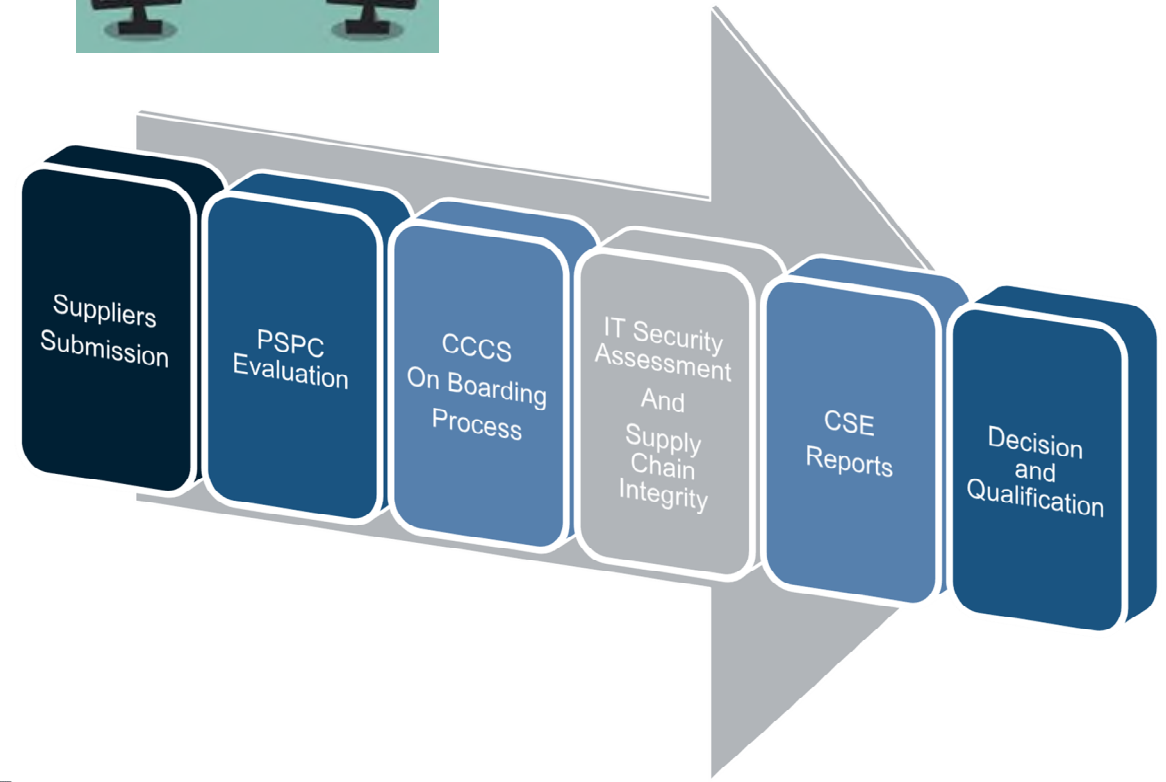 Suppliers
Submission
PSPC
Evaluation
CCCS
On Boarding
Process
IT Security
Assessment
And
Supply
Chain
Integrity
CSE
Reports
Decision
and
Qualification